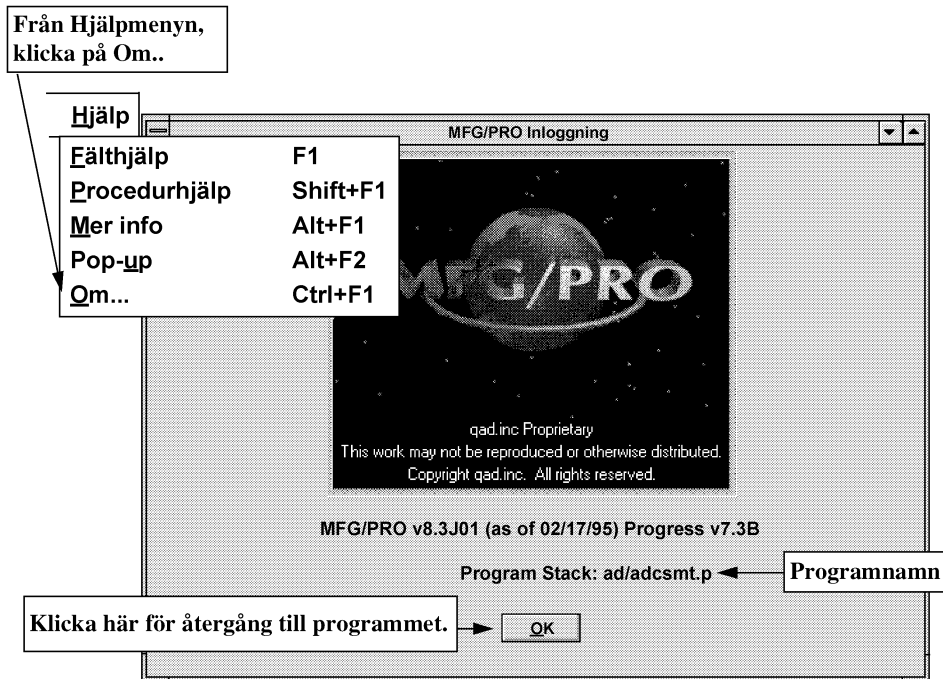 Från Hjälpmenyn,
klicka på Om..
Hjälp
Fälthjälp F1
Procedurhjälp Shift+F1
Mer info Alt+F1
Pop-up Alt+F2
Om... Ctrl+F1
MFG/PRO Inloggning
MFG/PRO
qad.inc Proprietary
This work may not be reproduced or otherwise distributed.
Copyright qad.inc. All rights reserved.
MFG/PRO v8.3J01 (as of 02/17/95) Progress v7.3B
Program Stack: ad/adcsmt.p
Programnamn
Klicka här för återgång till programmet.
OK